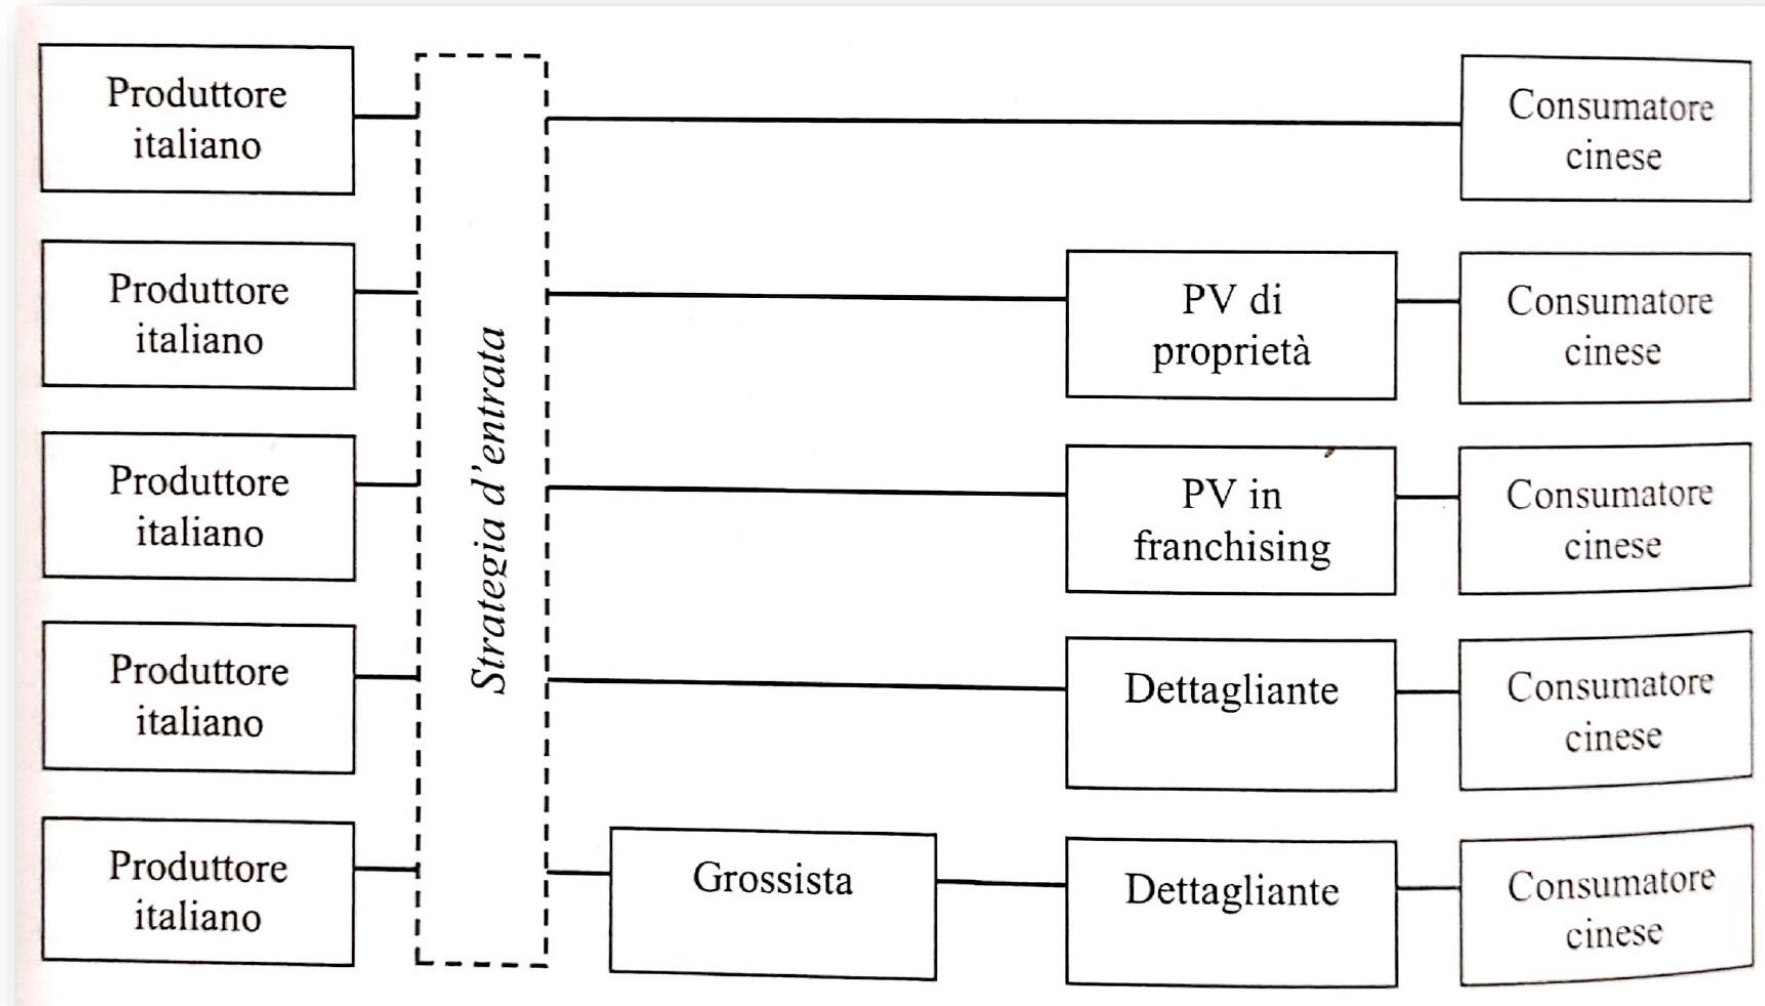 Produttore
italiano
Consumatore
cinese
Produttore
italiano
PV di
proprietà
Consumatore
cinese
Strategia d'entrata
Produttore
italiano
PV in
franchising
Consumatore
cinese
Produttore
italiano
Dettagliante
Consumatore
cinese
Produttore
italiano
Grossista
Dettagliante
Consumatore
cinese